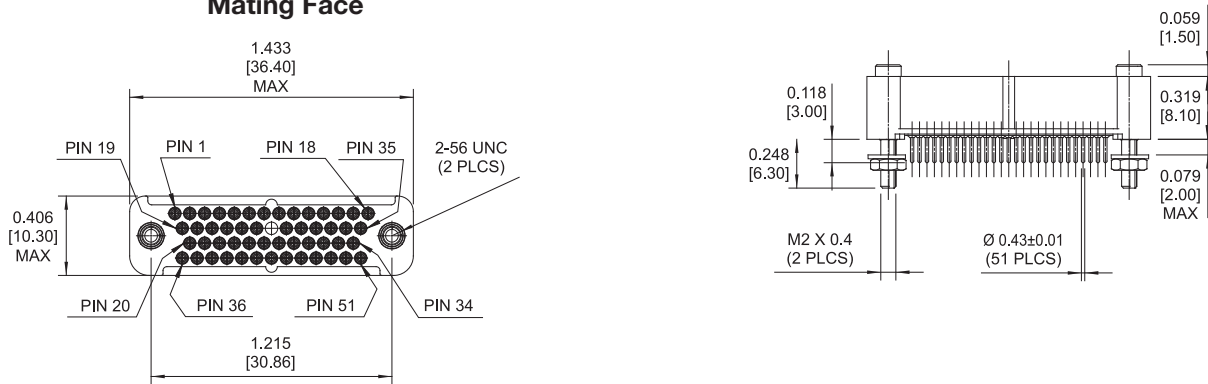 Mating Face
1.433
[36.40]
MAX
PIN 19
PIN 1
PIN 18
PIN 35
2-56 UNC
(2 PLCS)
0.406
[10.30]
MAX
PIN 20
PIN 36
PIN 51
PIN 34
1.215
[30.86]
0.059
[1.50]
0.118
[3.00]
0.319
[8.10]
0.248
[6.30]
0.079
[2.00]
MAX
M2 X 0.4
(2 PLCS)
Ø 0.43±0.01
(51 PLCS)